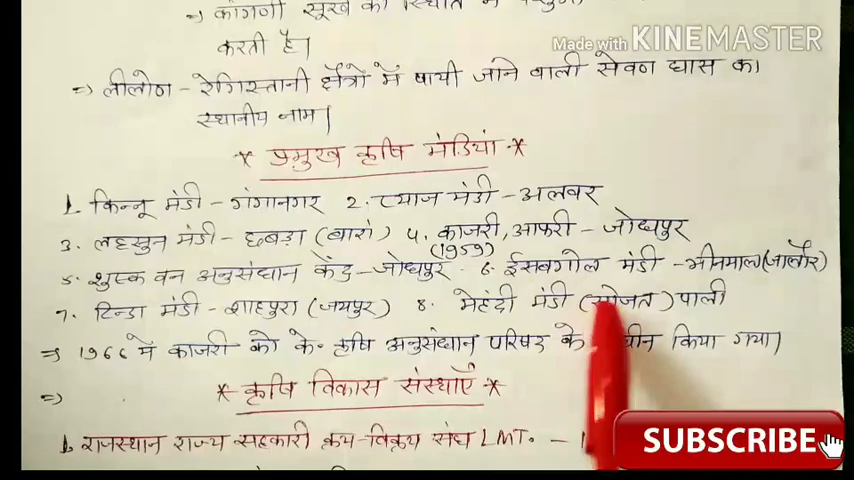 ⇒ कांगणी सूखे की स्थिति में
करती है।
Made with KINEMASTER
⇒ लीलोण - रेगिस्तानी क्षेत्रों में पायी जाने वाली सेवण घास का
स्थानीय नाम।
* प्रमुख कृषि मंडियां *
1. किन्नू मंडी - गंगानगर 2. प्याज मंडी - अलवर
3. लहसुन मंडी - छबड़ा (बारां) 4. काजरी, आफरी - जोधपुर
(1959)
5. शुष्क वन अनुसंधान केंद्र - जोधपुर 6. ईसबगोल मंडी - भीनमाल (जालौर)
7. टिन्डा मंडी - शाहपुरा (जयपुर) 8. मेहंदी मंडी (सोजत) पाली
⇒ 1966 में काजरी को के. कृषि अनुसंधान परिषद के किया गया।
⇒ * कृषि विकास संस्थाएँ *
1. राजस्थान राज्य सहकारी क्रय-विक्रय संघ LMT. -
SUBSCRIBE